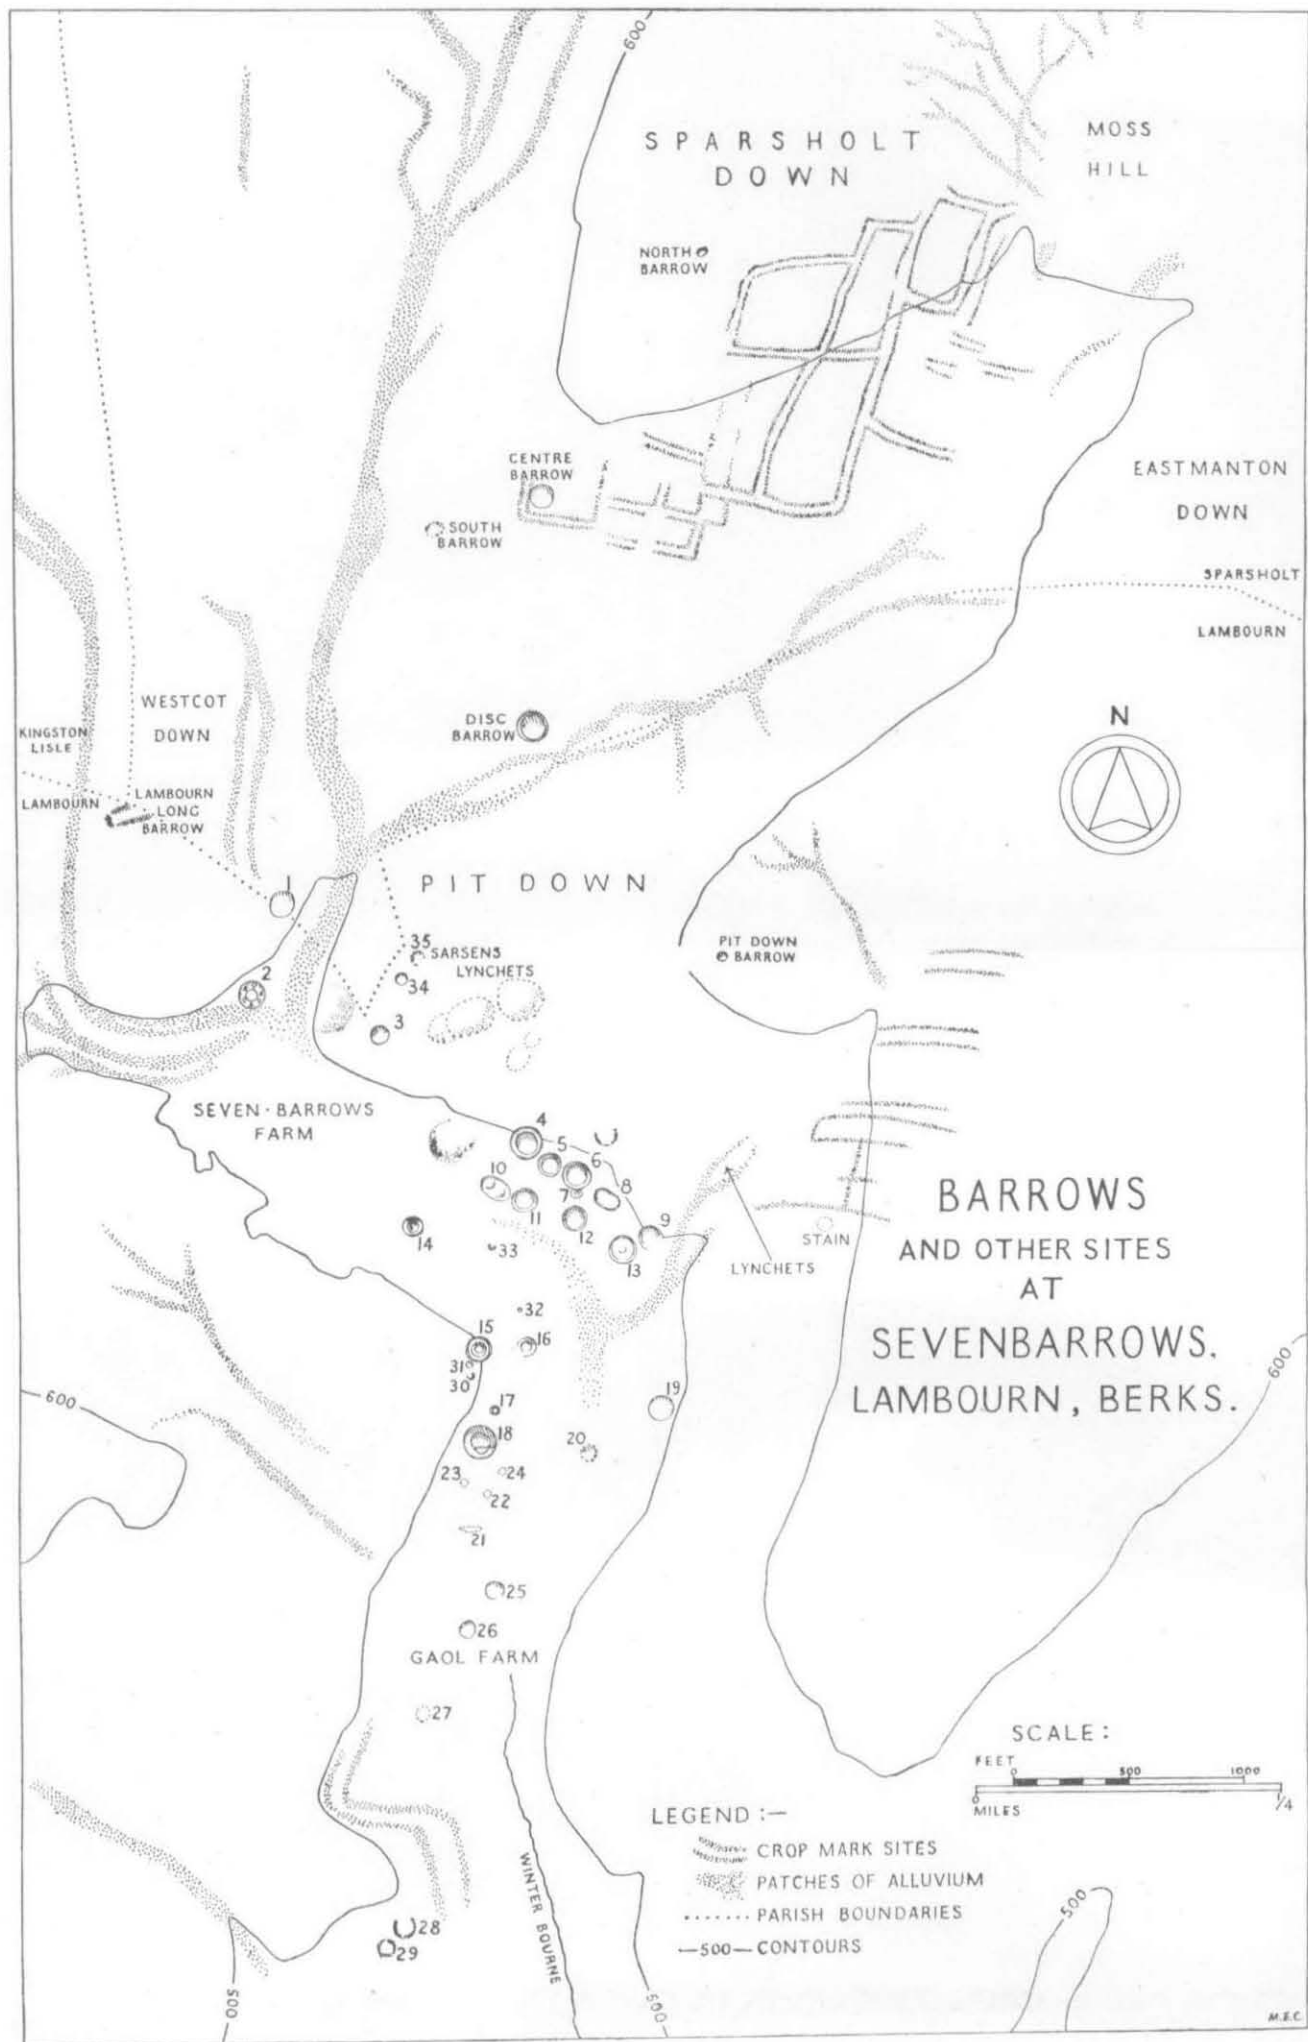 600
SPARSHOLT
DOWN
MOSS
HILL
NORTH
BARROW
CENTRE
BARROW
SOUTH
BARROW
EASTMANTON
DOWN
SPARSHOLT
LAMBOURN
WESTCOT
DOWN
KINGSTON
LISLE
LAMBOURN
LAMBOURN
LONG
BARROW
DISC
BARROW
N
1
PIT DOWN
35
SARSENS
LYNCHETS
34
2
3
PIT DOWN
BARROW
SEVEN-BARROWS
FARM
4
5
6
7
8
9
10
11
12
13
14
33
STAIN
LYNCHETS
32
15
16
31
30
17
18
19
20
23
24
22
21
25
26
GAOL FARM
27
28
29
600
600
BARROWS
AND OTHER SITES
AT
SEVENBARROWS.
LAMBOURN, BERKS.
SCALE:
FEET
0 500 1000
0 1/4
MILES
LEGEND :—
CROP MARK SITES
PATCHES OF ALLUVIUM
PARISH BOUNDARIES
—500— CONTOURS
WINTER BOURNE
500
500
500
M.E.C.